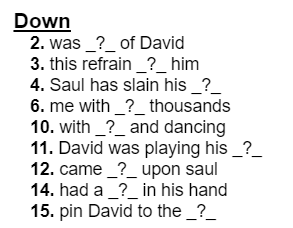 Down
2. was _?_ of David
3. this refrain _?_ him
4. Saul has slain his _?_
6. me with _?_ thousands
10. with _?_ and dancing
11. David was playing his _?_
12. came _?_ upon saul
14. had a _?_ in his hand
15. pin David to the _?_